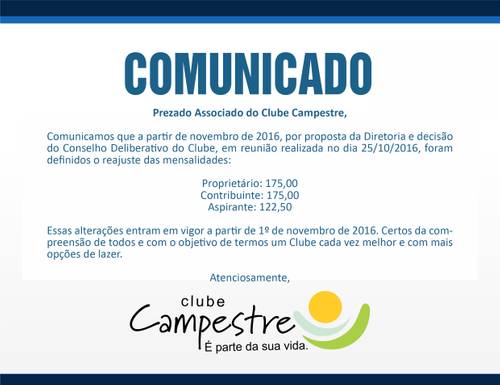 COMUNICADO
Prezado Associado do Clube Campestre,
Comunicamos que a partir de novembro de 2016, por proposta da Diretoria e decisão
do Conselho Deliberativo do Clube, em reunião realizada no dia 25/10/2016, foram
definidos o reajuste das mensalidades:
Proprietário: 175,00
Contribuinte: 175,00
Aspirante: 122,50
Essas alterações entram em vigor a partir de 1º de novembro de 2016. Certos da com-
preensão de todos e com o objetivo de termos um Clube cada vez melhor e com mais
opções de lazer.
Atenciosamente,
clube
Campestre
É parte da sua vida.